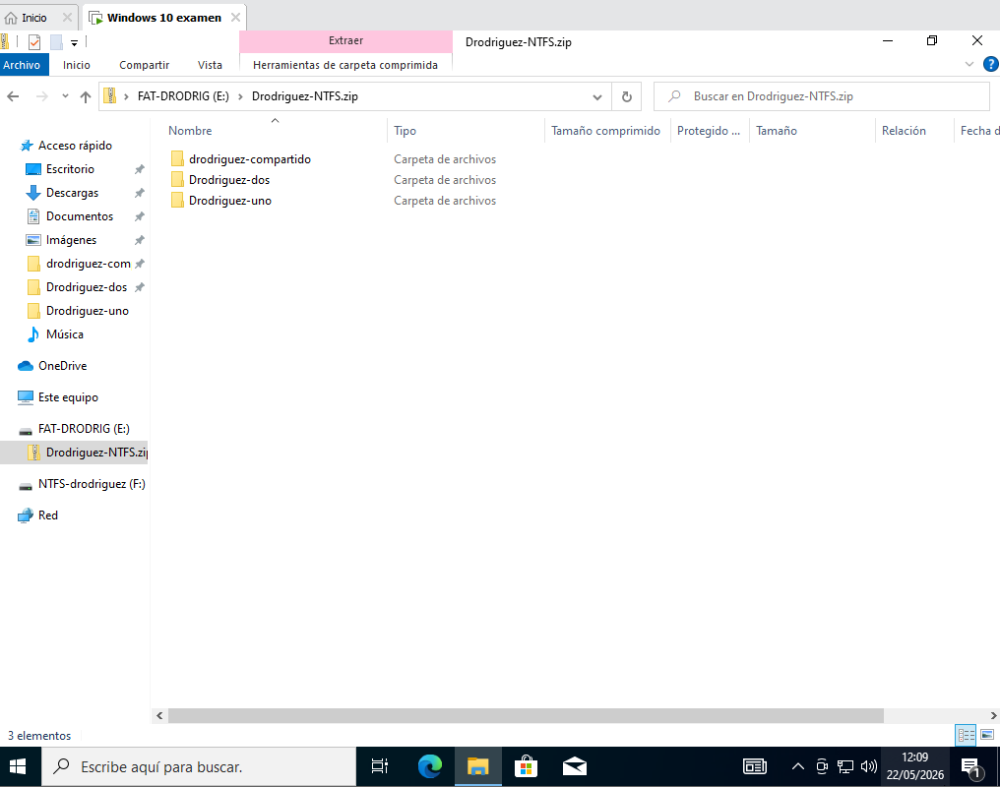 Inicio
Windows 10 examen
Extraer
Drodriguez-NTFS.zip
Archivo
Inicio
Compartir
Vista
Herramientas de carpeta comprimida
FAT-DRODRIG (E:)
Drodriguez-NTFS.zip
Buscar en Drodriguez-NTFS.zip
Nombre
Tipo
Tamaño comprimido
Protegido ...
Tamaño
Relación
Fecha d
drodriguez-compartido
Carpeta de archivos
Drodriguez-dos
Carpeta de archivos
Drodriguez-uno
Carpeta de archivos
Acceso rápido
Escritorio
Descargas
Documentos
Imágenes
drodriguez-com
Drodriguez-dos
Drodriguez-uno
Música
OneDrive
Este equipo
FAT-DRODRIG (E:)
Drodriguez-NTFS.zip
NTFS-drodriguez (F:)
Red
3 elementos
Escribe aquí para buscar.
12:09
22/05/2026
1